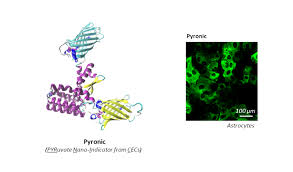 Pyronic
Pyronic
(PYRuvate Nano-Indicator from CECs)
100 µm
Astrocytes